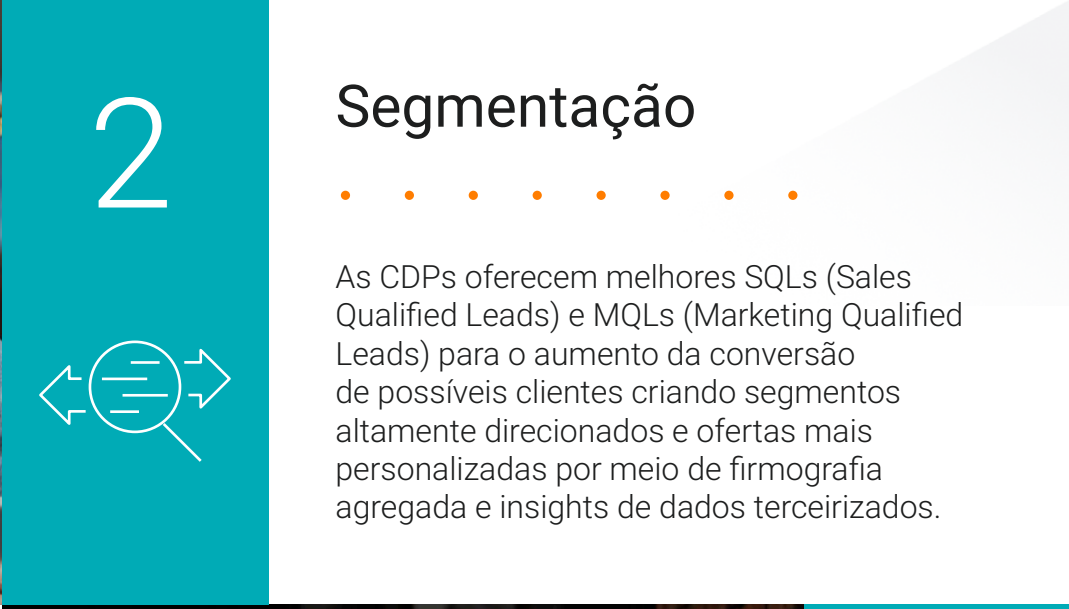 2
Segmentação
As CDPs oferecem melhores SQLs (Sales
Qualified Leads) e MQLs (Marketing Qualified
Leads) para o aumento da conversão
de possíveis clientes criando segmentos
altamente direcionados e ofertas mais
personalizadas por meio de firmografia
agregada e insights de dados terceirizados.